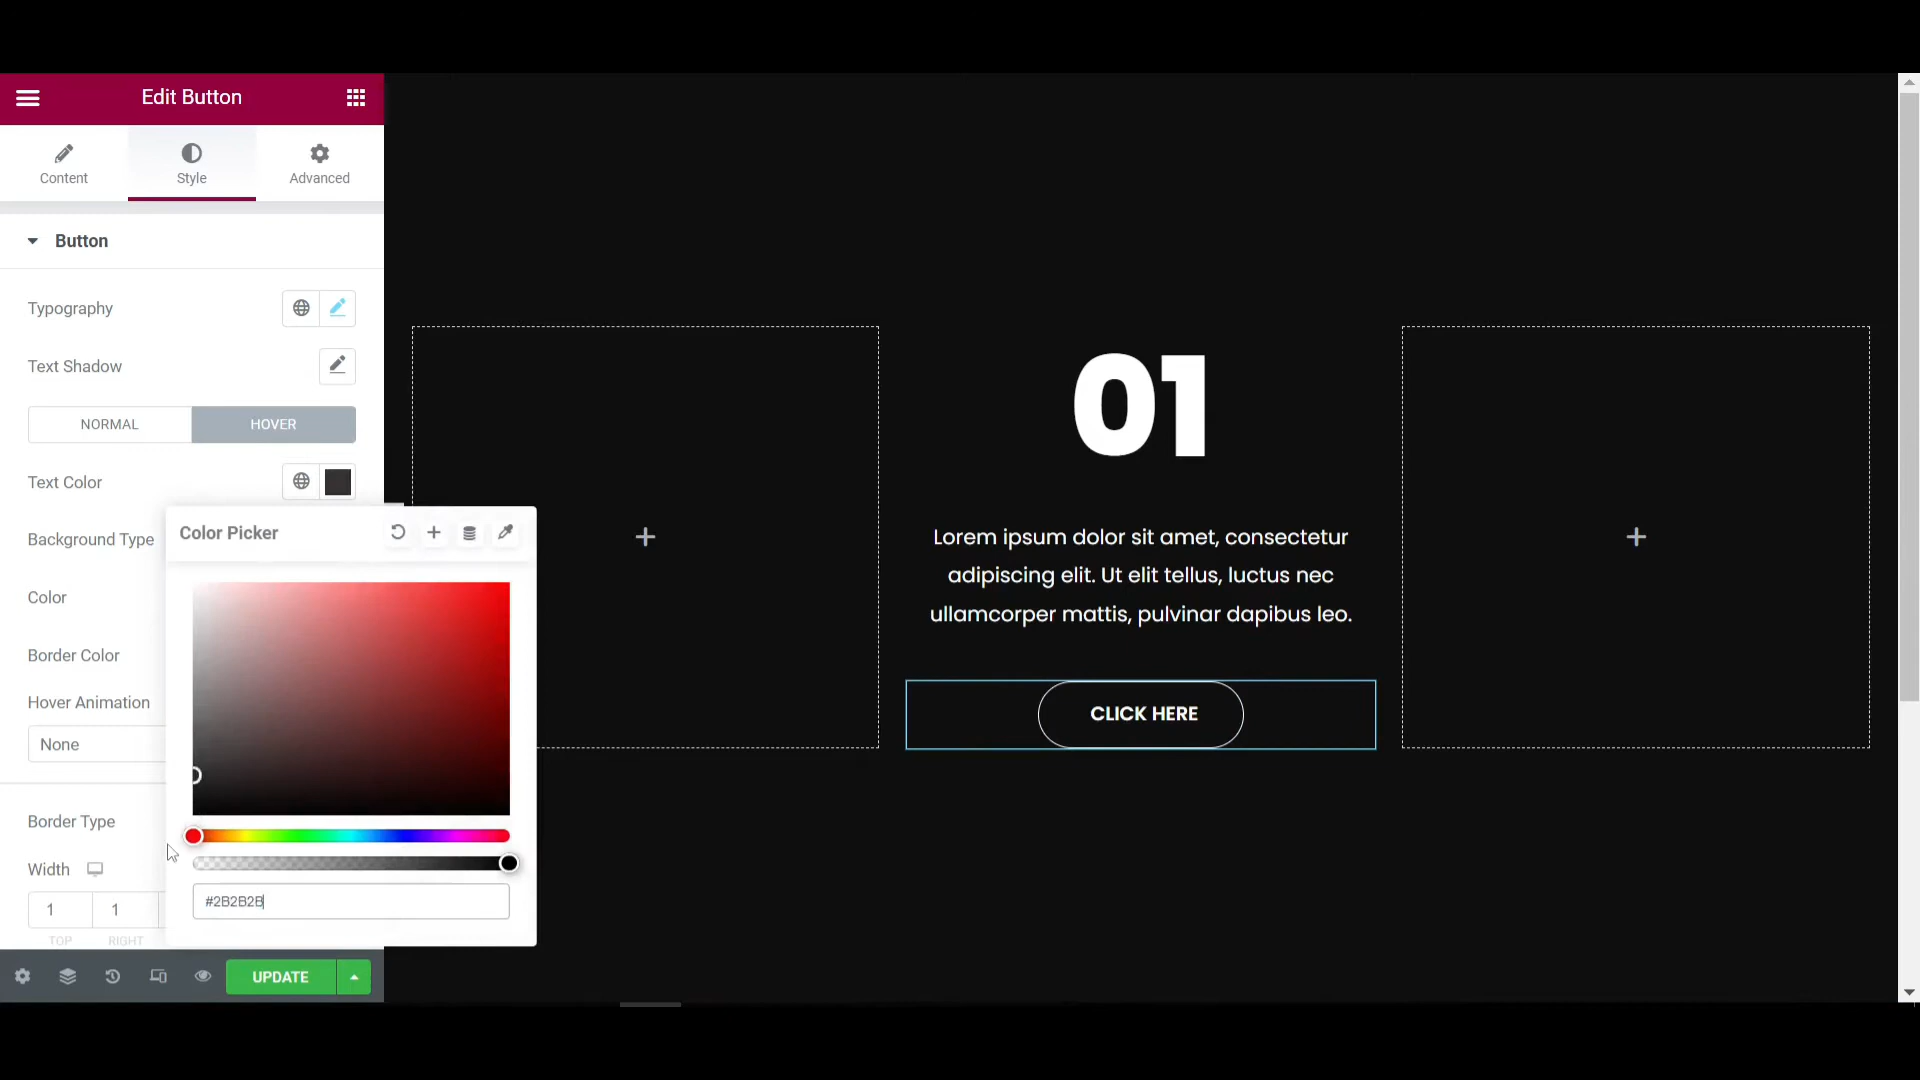 Edit Button
Content
Style
Advanced
Button
Typography
Text Shadow
NORMAL
HOVER
Text Color
Background Type
Color
Border Color
Hover Animation
None
Border Type
Width
1
1
TOP
RIGHT
UPDATE
Color Picker
#2B2B2B
01
Lorem ipsum dolor sit amet, consectetur
adipiscing elit. Ut elit tellus, luctus nec
ullamcorper mattis, pulvinar dapibus leo.
CLICK HERE